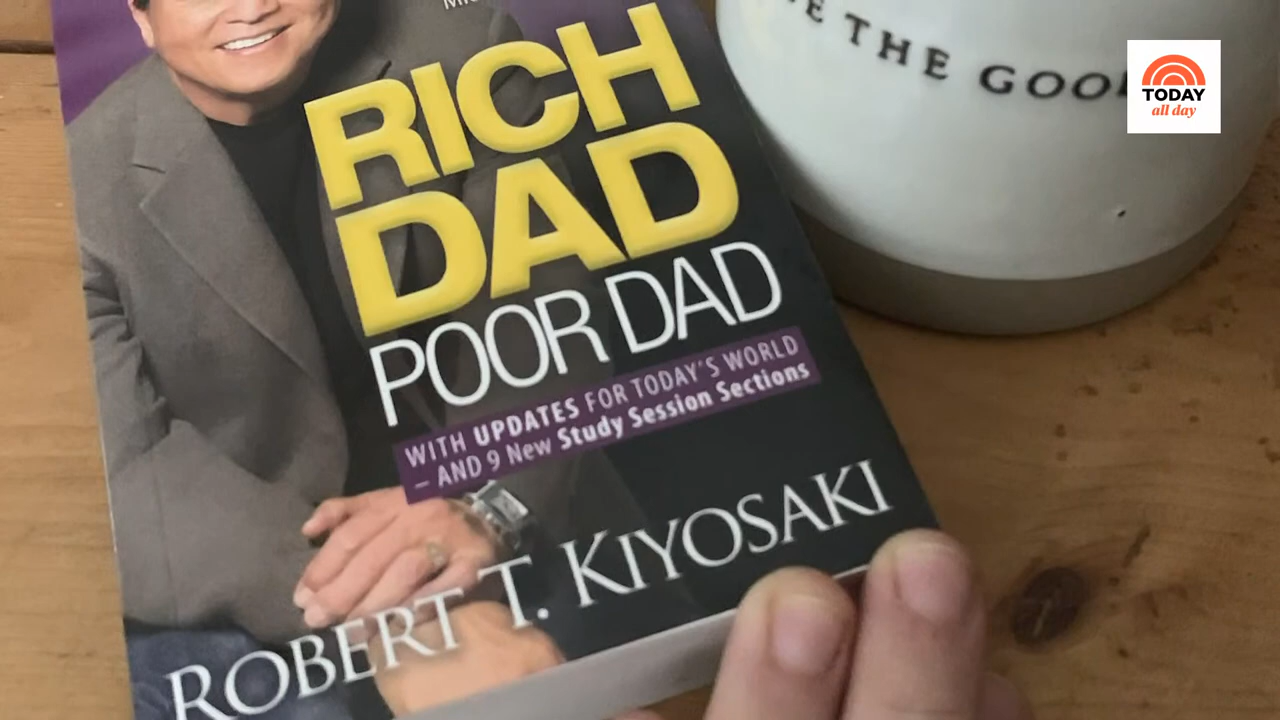 RICH
DAD
POOR DAD
WITH UPDATES FOR TODAY'S WORLD
– AND 9 New Study Session Sections
ROBERT T. KIYOSAKI
THE GOOD
TODAY
all day